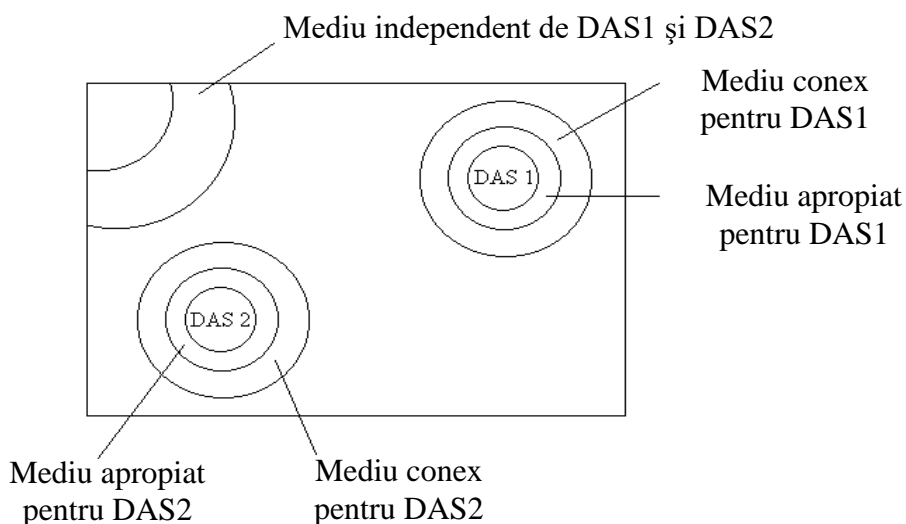 Mediu independent de DAS1 şi DAS2
Mediu conex
pentru DAS1
DAS 1
Mediu apropiat
pentru DAS1
DAS 2
Mediu apropiat
pentru DAS2
Mediu conex
pentru DAS2